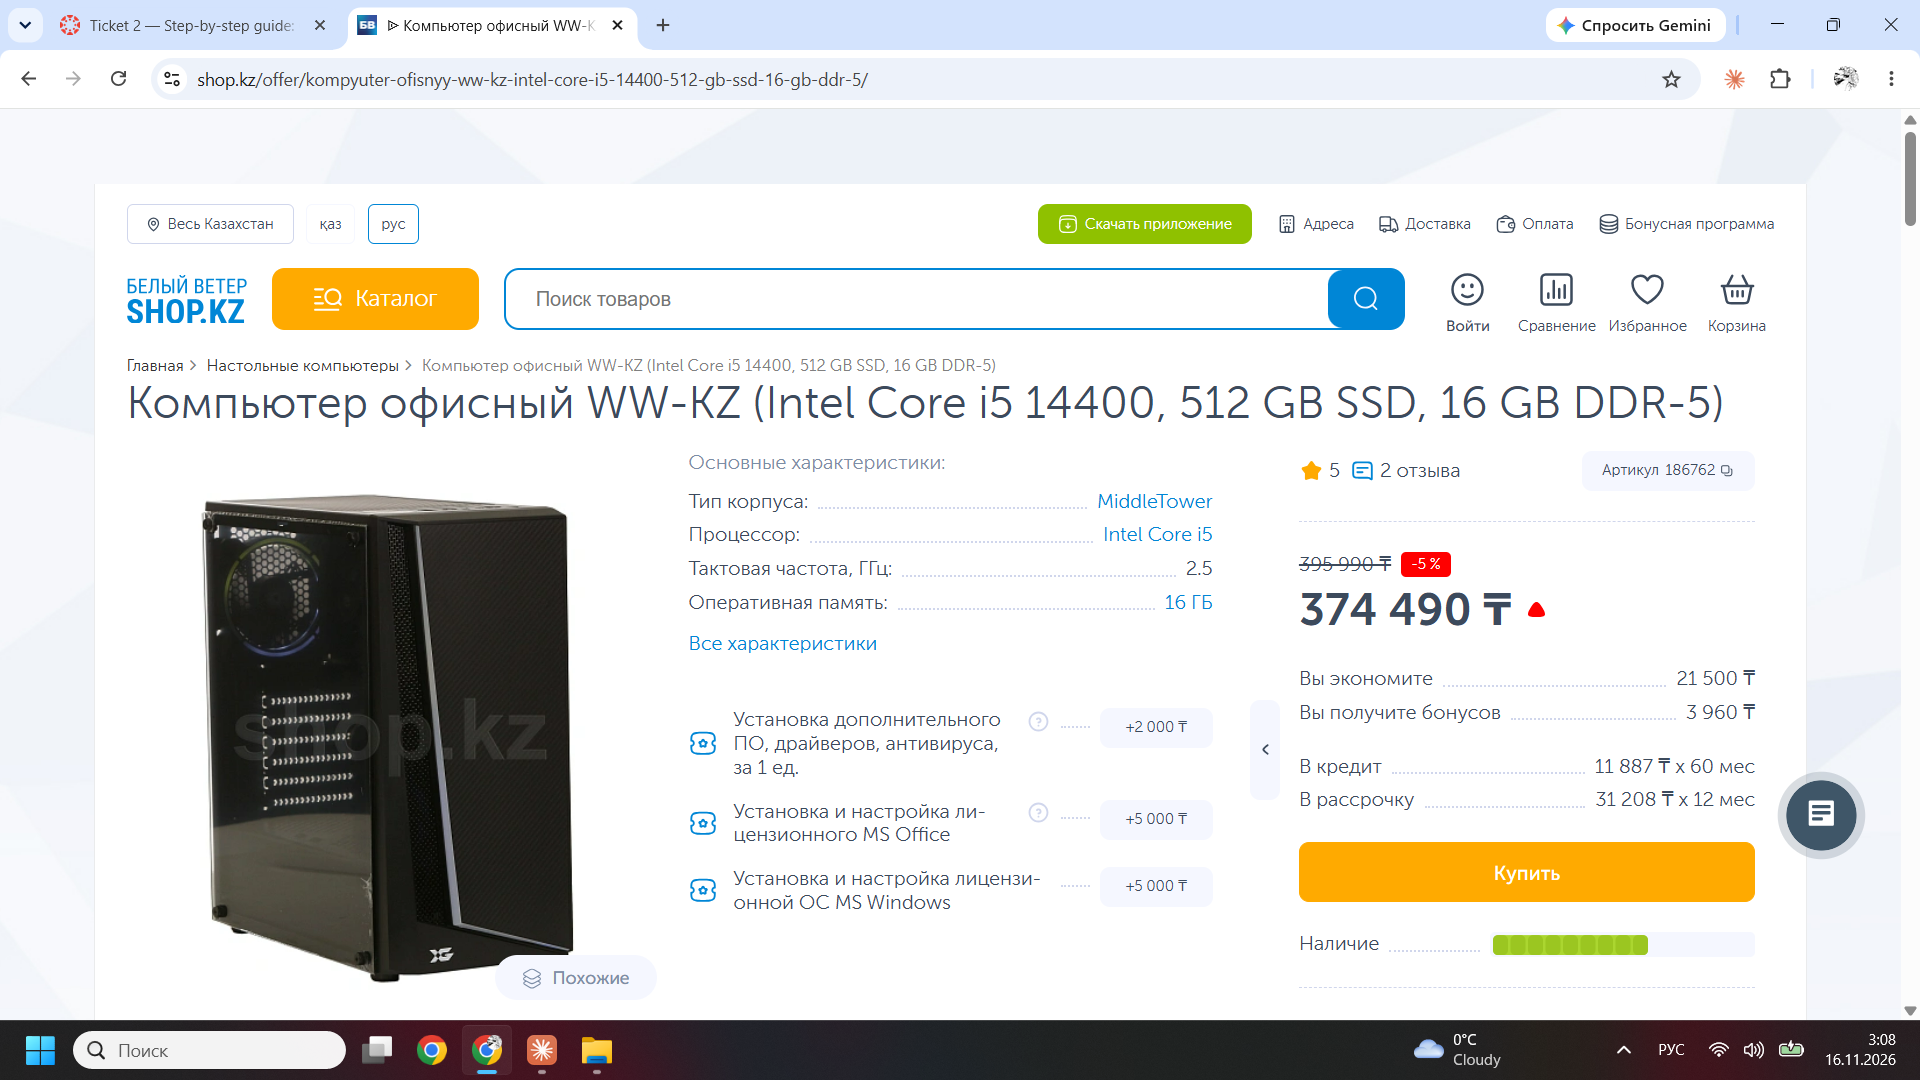 Ticket 2 — Step-by-step guide:
БВ
ᐉ Компьютер офисный WW-K
Спросить Gemini
shop.kz/offer/kompyuter-ofisnyy-ww-kz-intel-core-i5-14400-512-gb-ssd-16-gb-ddr-5/
Весь Казахстан
қаз
рус
Скачать приложение
Адреса
Доставка
Оплата
Бонусная программа
БЕЛЫЙ ВЕТЕР
SHOP.KZ
Каталог
Поиск товаров
Войти
Сравнение
Избранное
Корзина
Главная > Настольные компьютеры > Компьютер офисный WW-KZ (Intel Core i5 14400, 512 GB SSD, 16 GB DDR-5)
Компьютер офисный WW-KZ (Intel Core i5 14400, 512 GB SSD, 16 GB DDR-5)
shop.kz
XG
Похожие
Основные характеристики:
Тип корпуса: MiddleTower
Процессор: Intel Core i5
Тактовая частота, ГГц: 2.5
Оперативная память: 16 ГБ
Все характеристики
Установка дополнительного
ПО, драйверов, антивируса,
за 1 ед.
? +2 000 ₸
Установка и настройка ли-
цензионного MS Office
? +5 000 ₸
Установка и настройка лицензи-
онной ОС MS Windows
+5 000 ₸
5
2 отзыва
Артикул 186762
395 990 ₸ -5 %
374 490 ₸
Вы экономите 21 500 ₸
Вы получите бонусов 3 960 ₸
В кредит 11 887 ₸ x 60 мес
В рассрочку 31 208 ₸ x 12 мес
Купить
Наличие
Поиск
0°C
Cloudy
РУС
3:08
16.11.2026